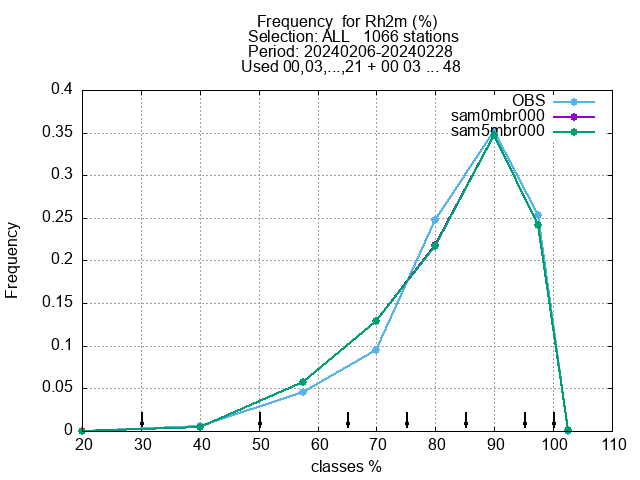 Frequency  for Rh2m (%)
Selection: ALL   1066 stations
Period: 20240206-20240228
Used 00,03,...,21 + 00 03 ... 48
OBS
sam0mbr000
sam5mbr000
0.4
0.35
0.3
0.25
0.2
0.15
0.1
0.05
0
Frequency
20 30 40 50 60 70 80 90 100 110
classes %